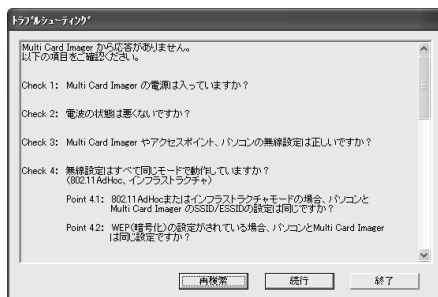 トラブルシューティング
Multi Card Imager から応答がありません。
以下の項目をご確認ください。
Check 1: Multi Card Imager の電源は入っていますか？
Check 2: 電波の状態は悪くないですか？
Check 3: Multi Card Imager やアクセスポイント、パソコンの無線設定は正しいですか？
Check 4: 無線設定はすべて同じモードで動作していますか？
(802.11 AdHoc、インフラストラクチャ)
Point 4.1: 802.11AdHocまたはインフラストラクチャモードの場合、パソコンと
Multi Card Imager のSSID/ESSIDの設定は同じですか？
Point 4.2: WEP(暗号化)の設定がされている場合、パソコンとMulti Card Imager
は同じ設定ですか？
再検索 続行 終了